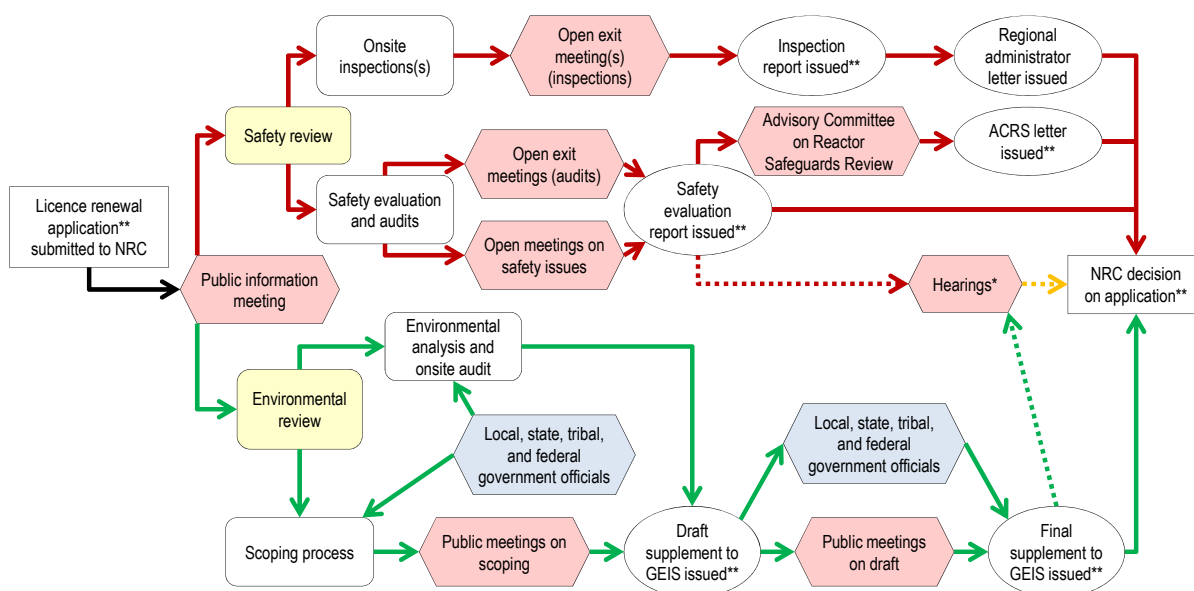 Onsite
inspections(s)
Open exit
meeting(s)
(inspections)
Inspection
report issued**
Regional
administrator
letter issued
Safety review
Advisory Committee
on Reactor
Safeguards Review
ACRS letter
issued**
Open exit
meetings (audits)
Safety evaluation
and audits
Safety
evaluation
report issued**
Licence renewal
application**
submitted to NRC
Open meetings on
safety issues
Public information
meeting
Hearings*
NRC decision
on application**
Environmental
analysis and
onsite audit
Environmental
review
Local, state, tribal,
and federal
government officials
Local, state, tribal,
and federal
government officials
Scoping process
Public meetings on
scoping
Draft
supplement to
GEIS issued**
Public meetings
on draft
Final
supplement to
GEIS issued**